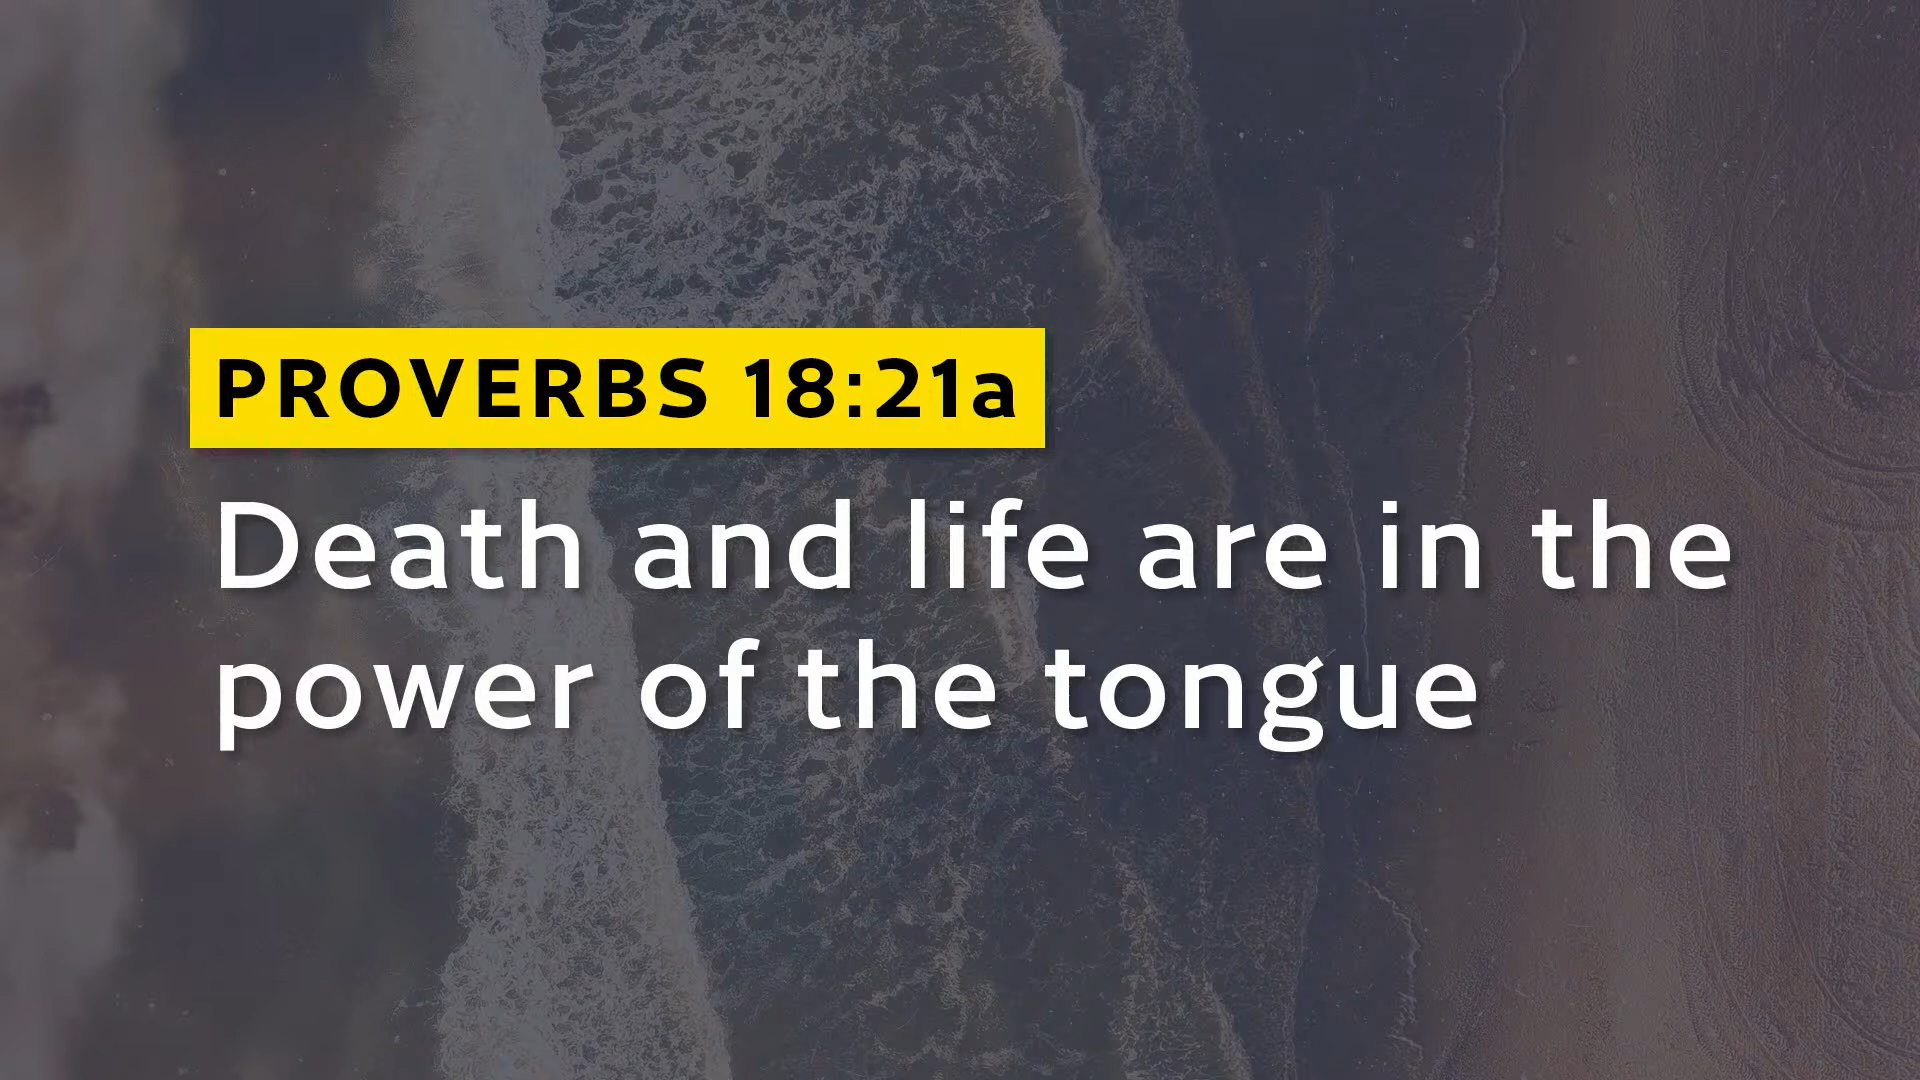 PROVERBS 18:21a
Death and life are in the
power of the tongue